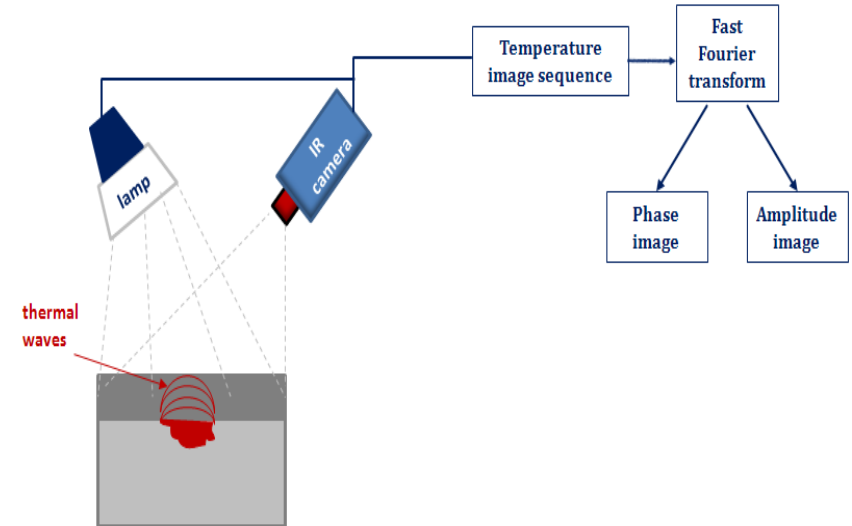 Temperature
image sequence
Fast
Fourier
transform
lamp
IR
camera
Phase
image
Amplitude
image
thermal
waves